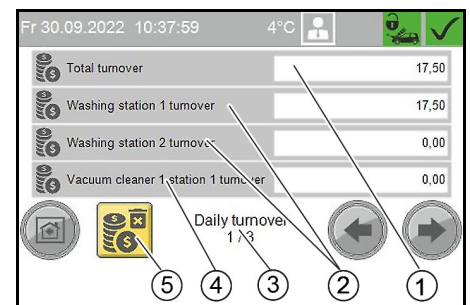 Fr 30.09.2022 10:37:59 4°C
Total turnover 17,50
Washing station 1 turnover 17,50
Washing station 2 turnover 0,00
Vacuum cleaner 1 station 1 turnover 0,00
Daily turnover
1 / 3
5 4 3 2 1